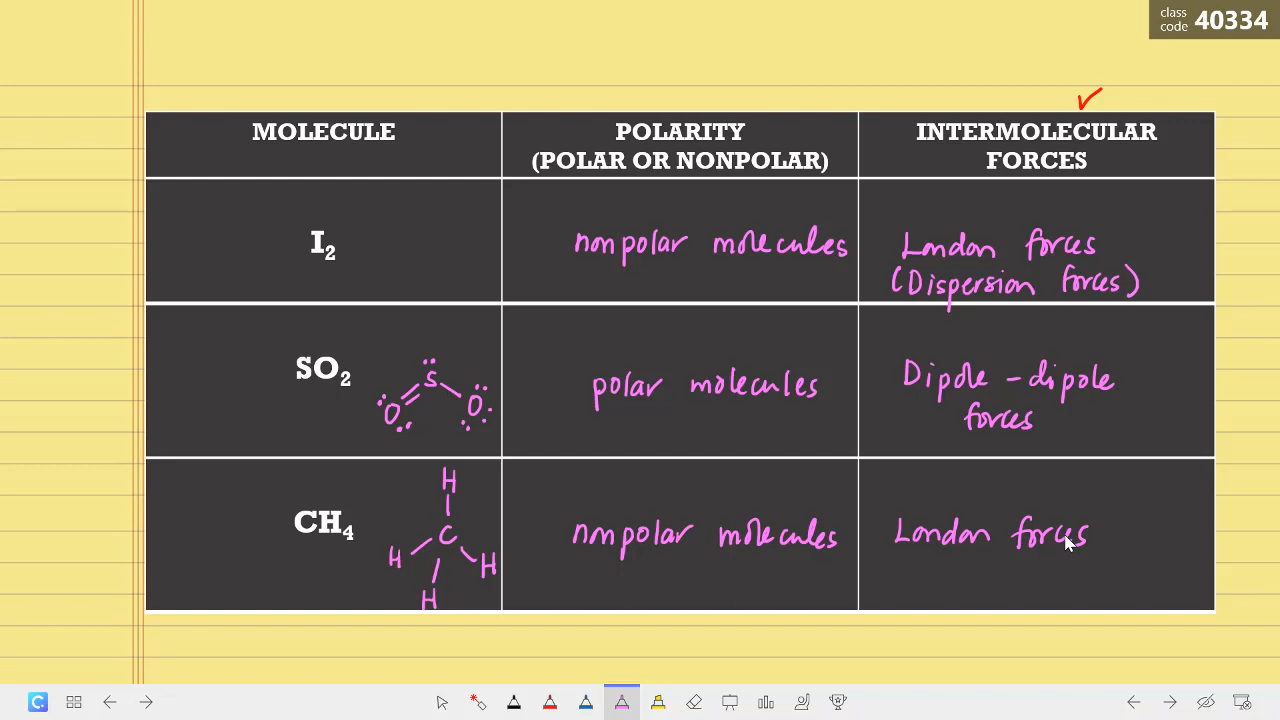 class code 40334
MOLECULE
POLARITY
(POLAR OR NONPOLAR)
INTERMOLECULAR
FORCES
I₂
nonpolar molecules
London forces
(Dispersion forces)
SO₂
S
O
O
polar molecules
Dipole-dipole
forces
CH₄
H
C
H
H
H
nonpolar molecules
London forces